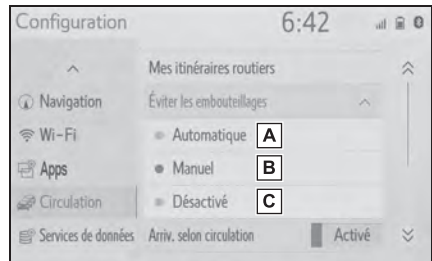 Configuration 6:42
Mes itinéraires routiers
Navigation
Éviter les embouteillages
Wi-Fi
Automatique A
Apps
Manuel B
Circulation
Désactivé C
Services de données
Arriv. selon circulation Activé